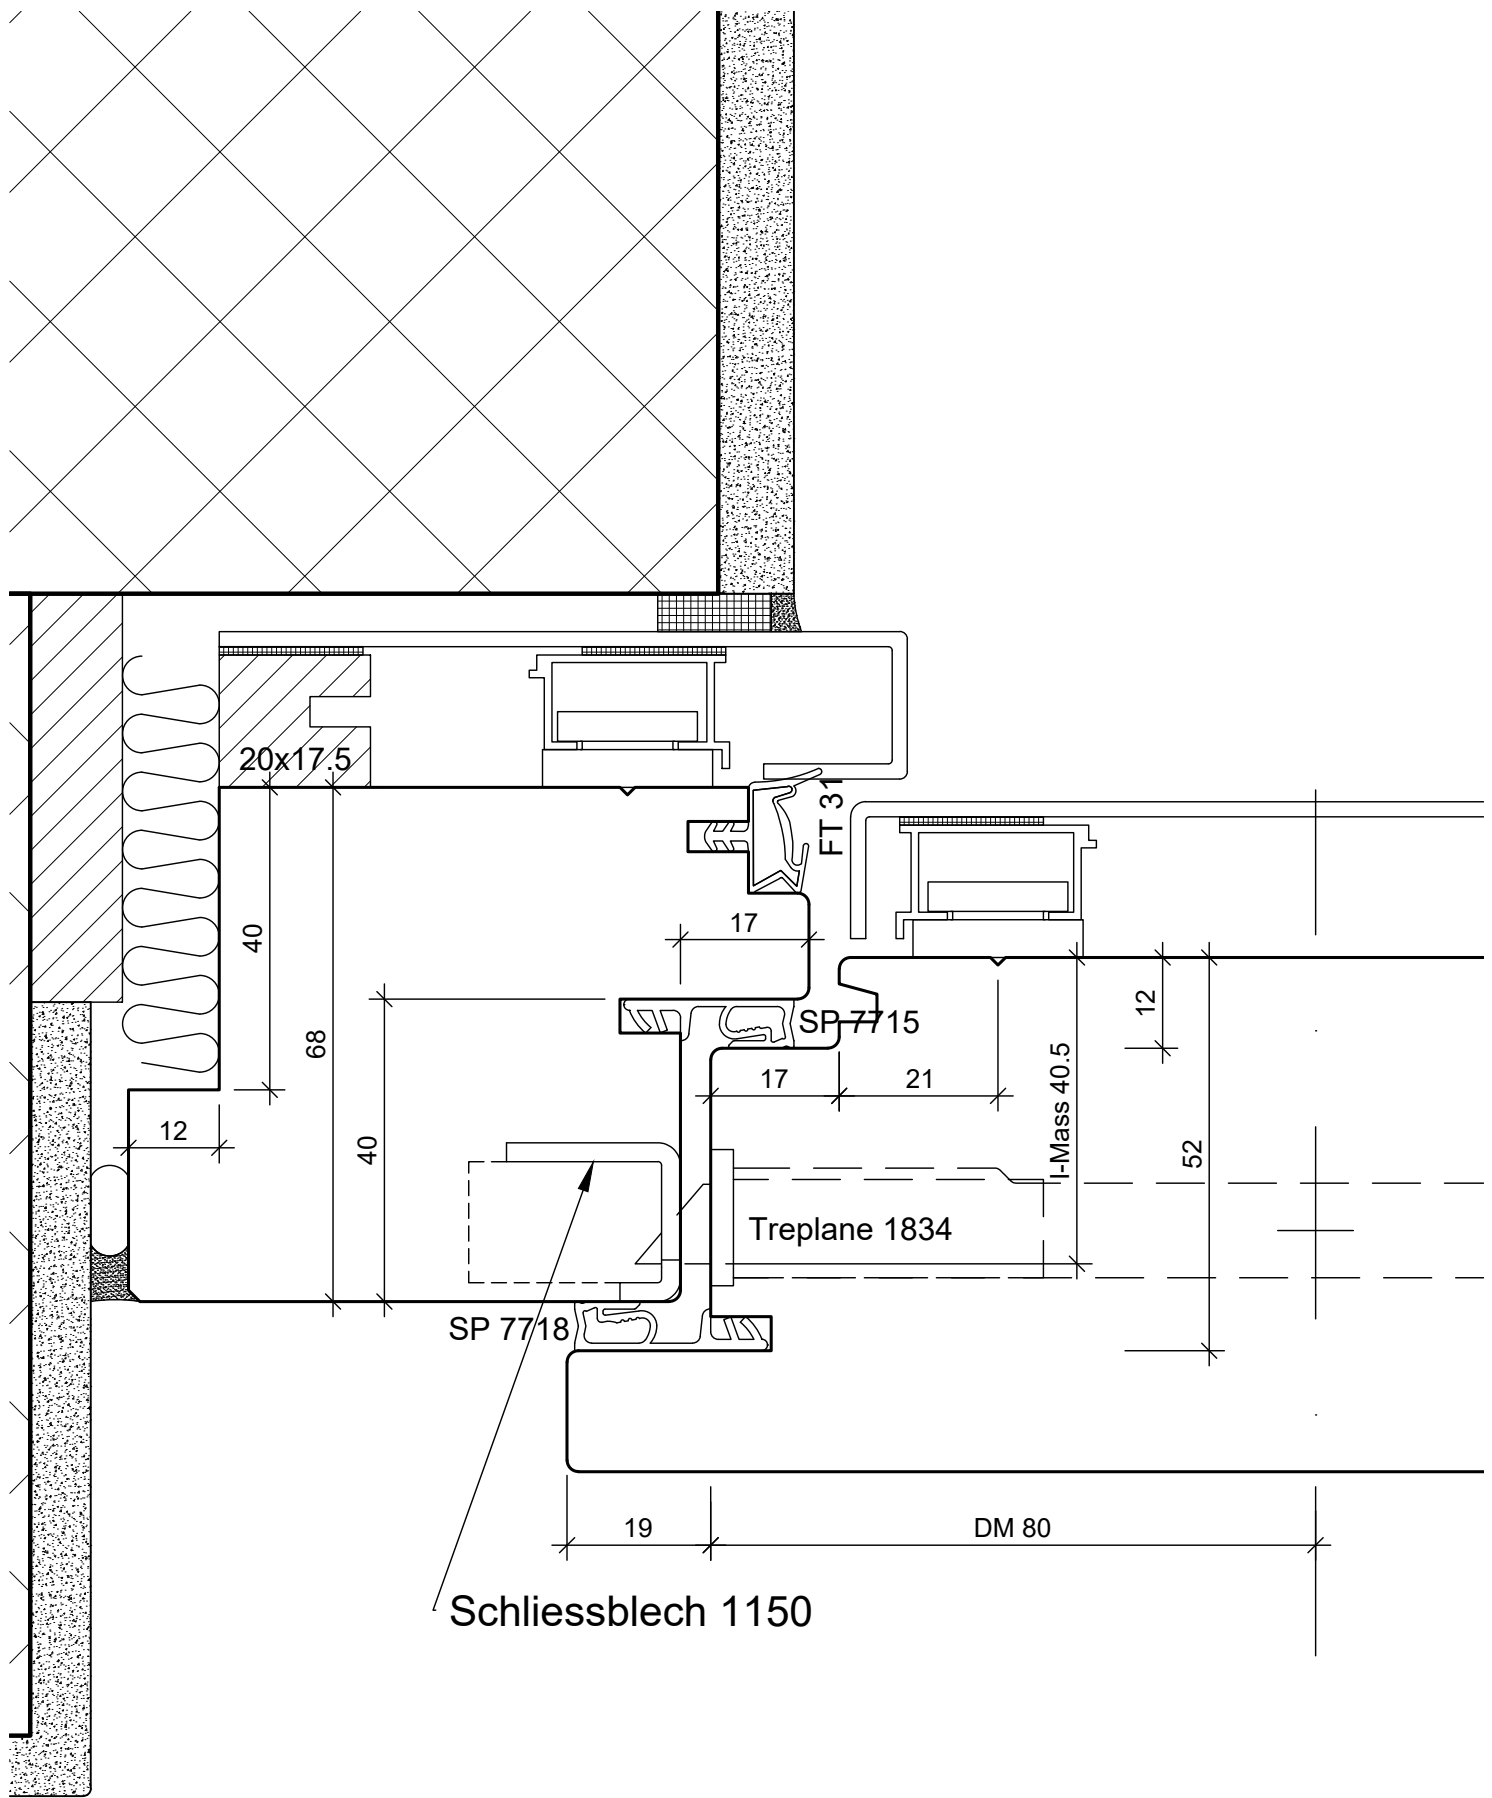 20x17.5
FT 31
17
40
12
SP 7715
68
17
21
I-Mass 40.5
12
40
52
Treplane 1834
SP 7718
19
DM 80
Schliessblech 1150